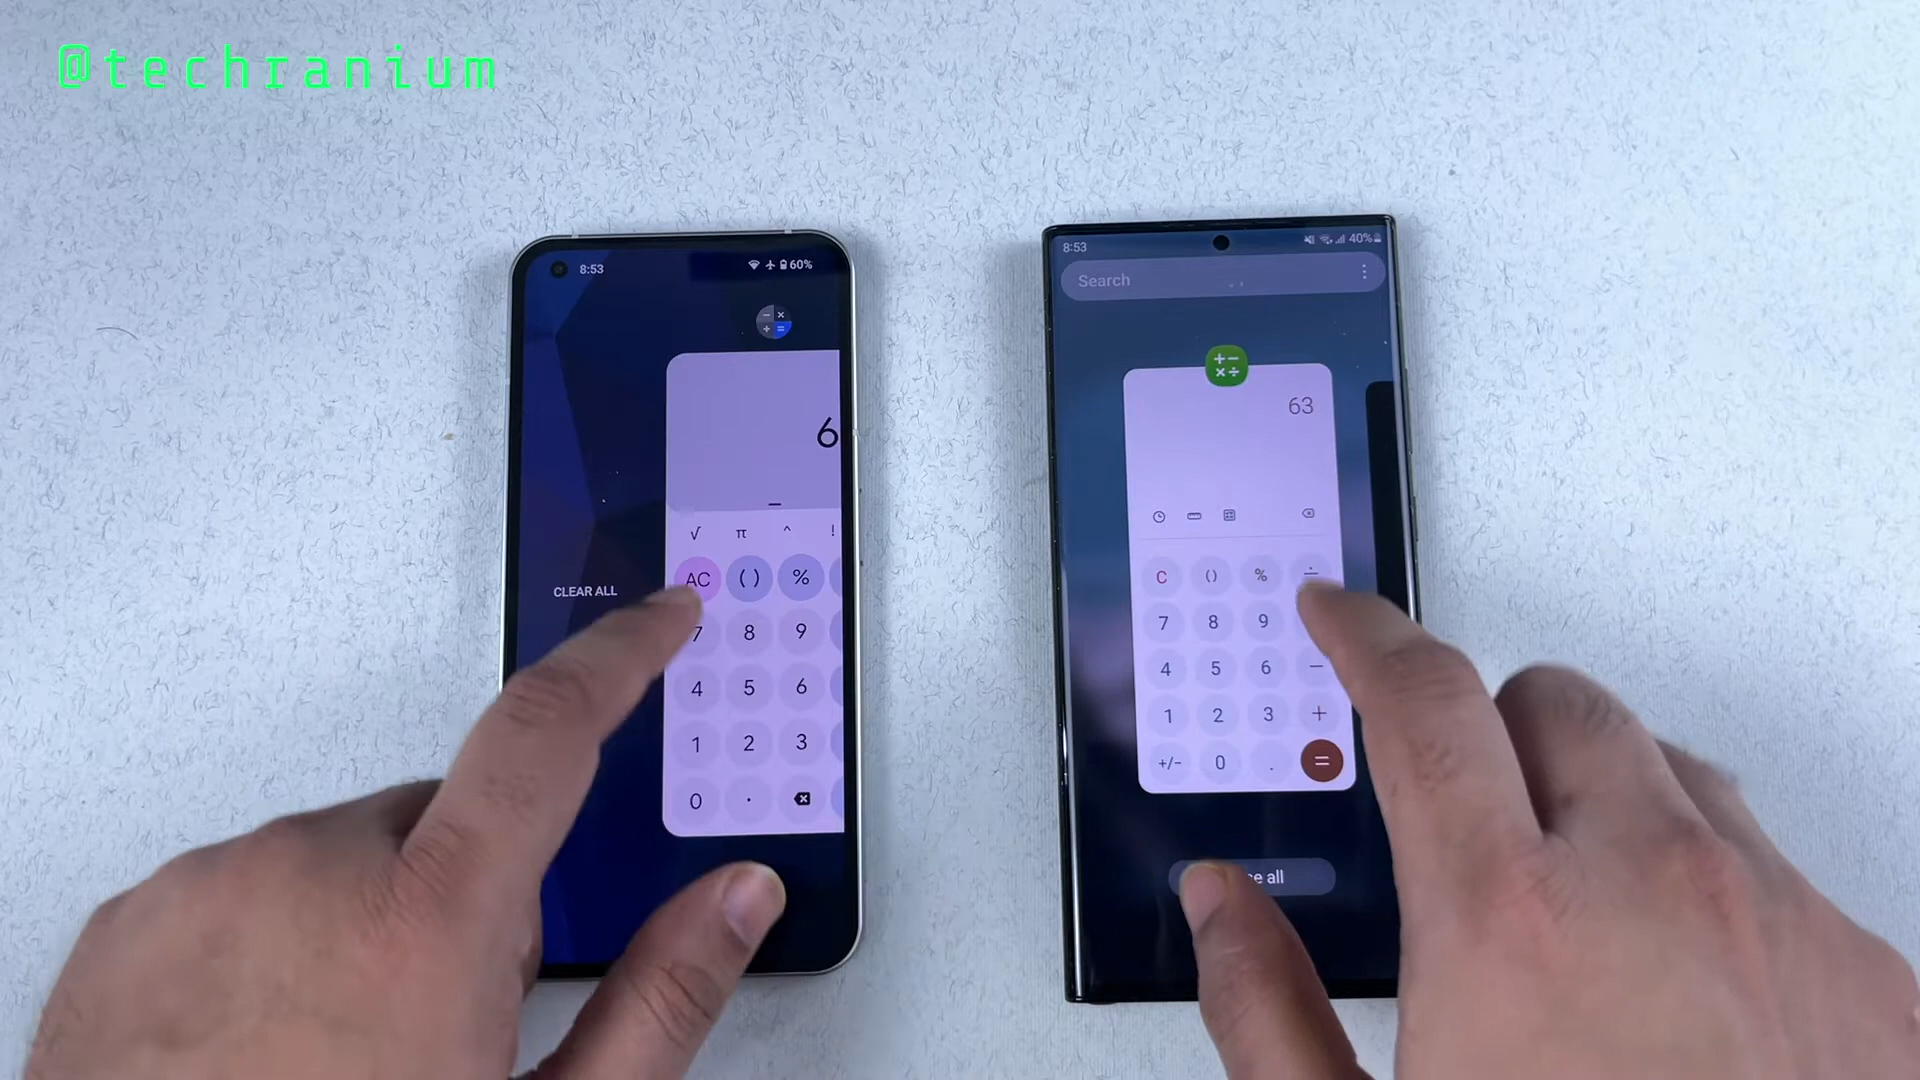 @techranium
8:53
60%
6
√ π ^ !
AC ( ) %
CLEAR ALL
7 8 9
4 5 6
1 2 3
0 .
8:53
40%
Search
+ −
× ÷
63
C () % ÷
7 8 9
4 5 6 −
1 2 3 +
+/− 0 . =
all